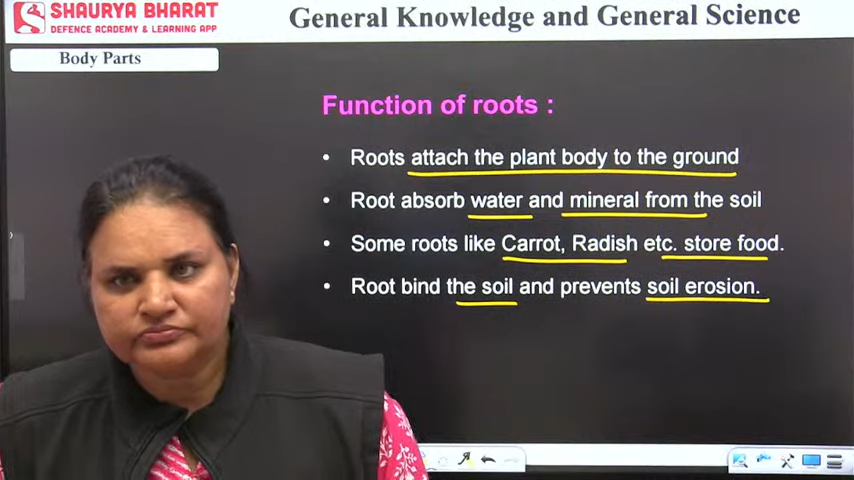 SHAURYA BHARAT
DEFENCE ACADEMY & LEARNING APP
General Knowledge and General Science
Body Parts
Function of roots :
• Roots attach the plant body to the ground
• Root absorb water and mineral from the soil
• Some roots like Carrot, Radish etc. store food.
• Root bind the soil and prevents soil erosion.